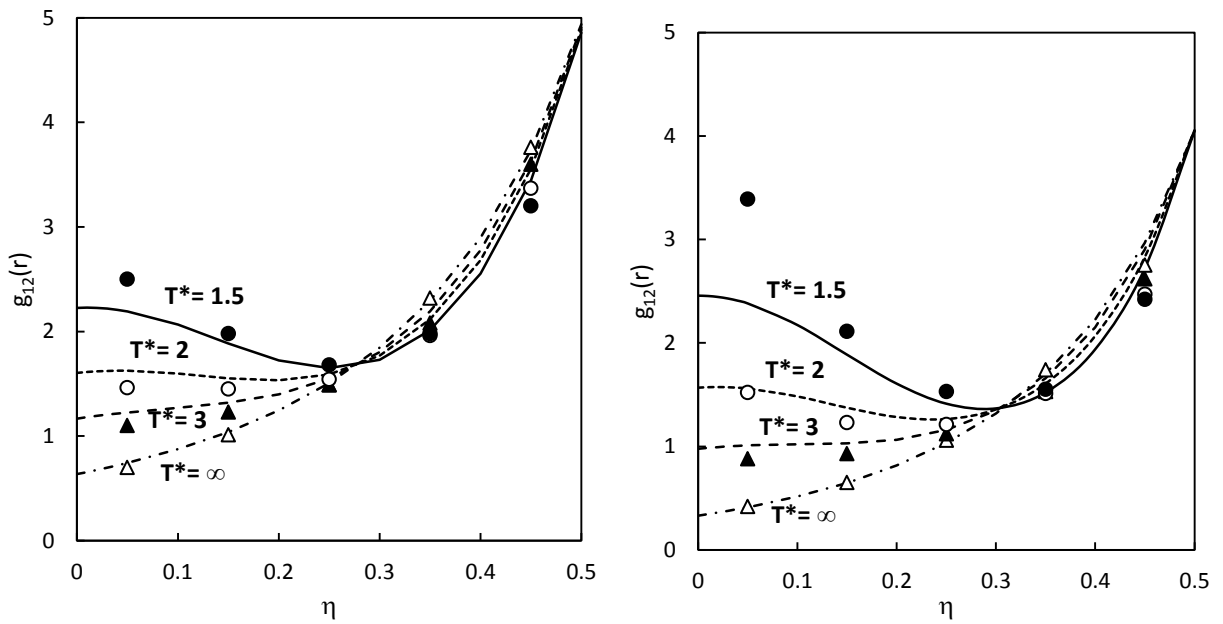 5
4
3
2
1
0
g12(r)
T*= 1.5
T*= 2
T*= 3
T*= ∞
0 0.1 0.2 0.3 0.4 0.5
η
5
4
3
2
1
0
g12(r)
T*= 1.5
T*= 2
T*= 3
T*= ∞
0 0.1 0.2 0.3 0.4 0.5
η